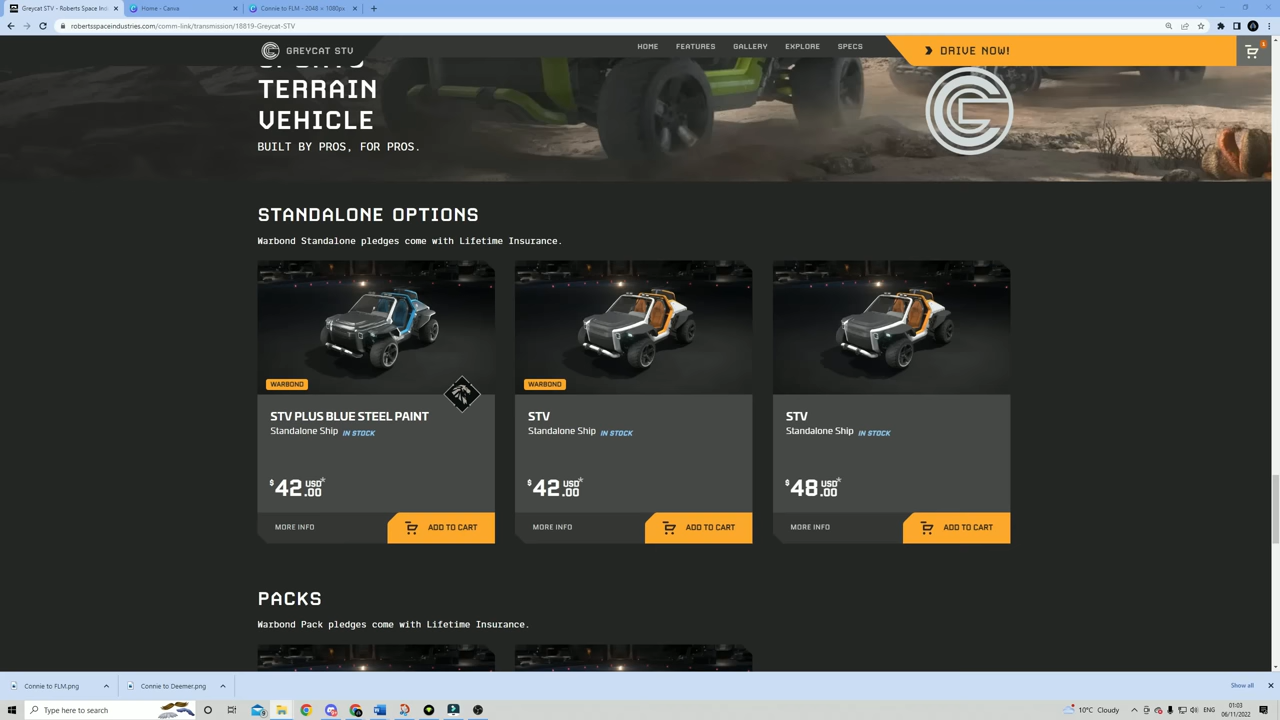 Greycat STV - Roberts Space Ind
Home - Canva
Connie to FLM - 2048 × 1080px
robertsspaceindustries.com/comm-link/transmission/18819-Greycat-STV
GREYCAT STV
HOME
FEATURES
GALLERY
EXPLORE
SPECS
DRIVE NOW!
1
SPORTS
TERRAIN
VEHICLE
BUILT BY PROS, FOR PROS.
STANDALONE OPTIONS
Warbond Standalone pledges come with Lifetime Insurance.
WARBOND
STV PLUS BLUE STEEL PAINT
Standalone Ship IN STOCK
$42.00 USD*
MORE INFO
ADD TO CART
WARBOND
STV
Standalone Ship IN STOCK
$42.00 USD*
MORE INFO
ADD TO CART
STV
Standalone Ship IN STOCK
$48.00 USD*
MORE INFO
ADD TO CART
PACKS
Warbond Pack pledges come with Lifetime Insurance.
Connie to FLM.png
Connie to Deemer.png
Show all
Type here to search
10°C Cloudy
ENG
01:03
06/11/2022